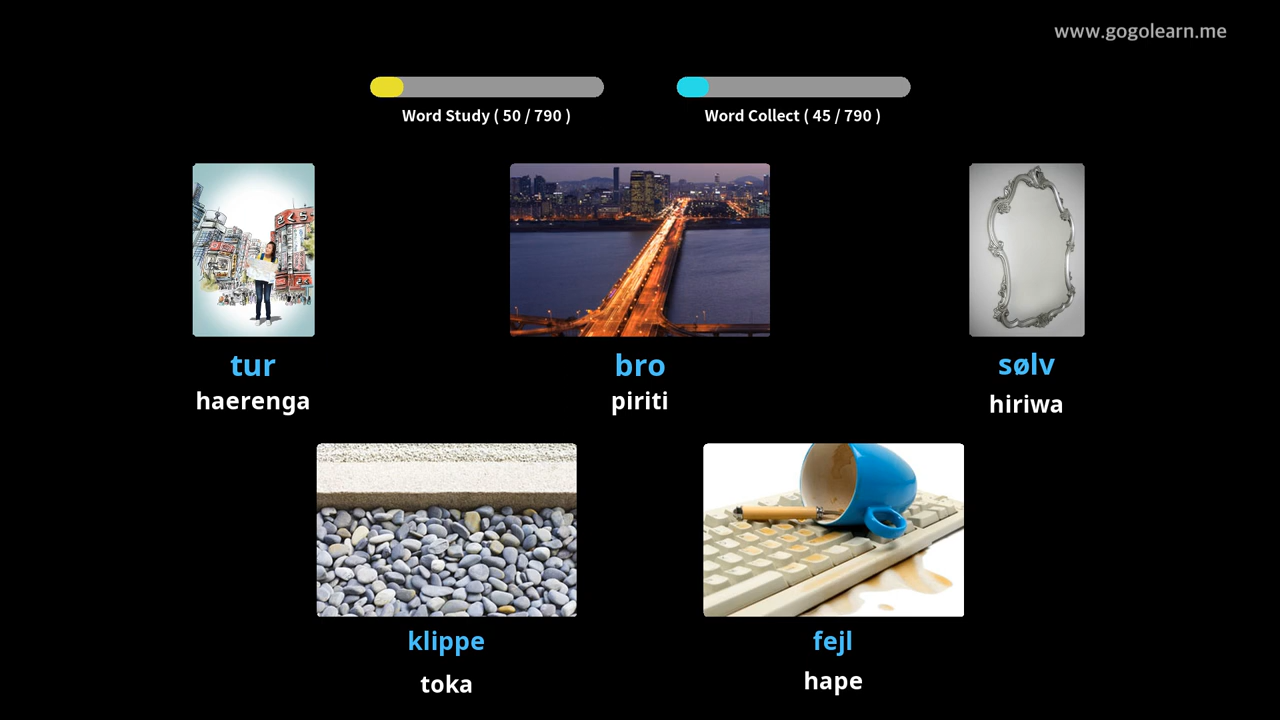 www.gogolearn.me
Word Study ( 50 / 790 )
Word Collect ( 45 / 790 )
tur
haerenga
bro
piriti
sølv
hiriwa
klippe
toka
fejl
hape